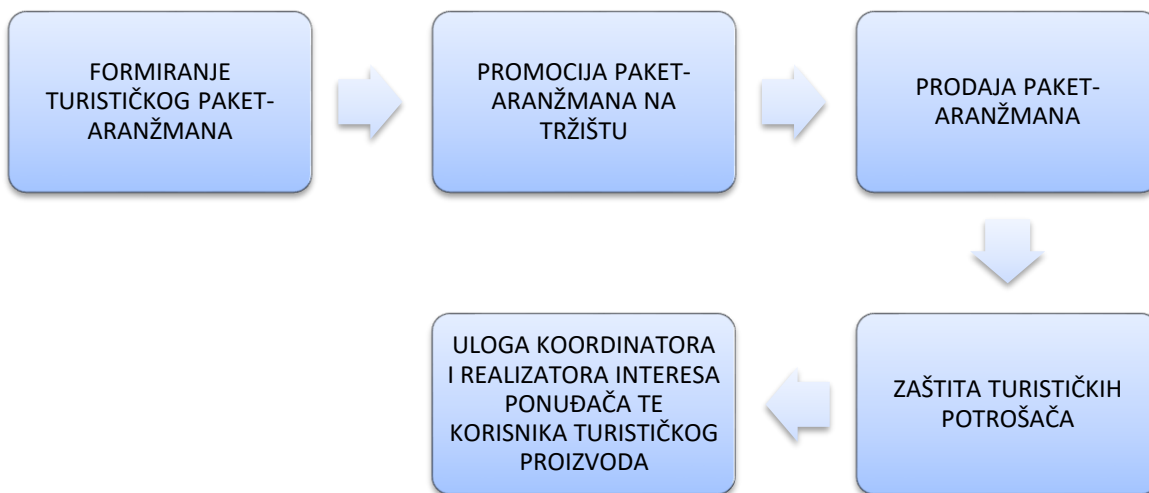 FORMIRANJE
TURISTIČKOG PAKET-
ARANŽMANA
PROMOCIJA PAKET-
ARANŽMANA NA
TRŽIŠTU
PRODAJA PAKET-
ARANŽMANA
ZAŠTITA TURISTIČKIH
POTROŠAČA
ULOGA KOORDINATORA
I REALIZATORA INTERESA
PONUĐAČA TE
KORISNIKA TURISTIČKOG
PROIZVODA